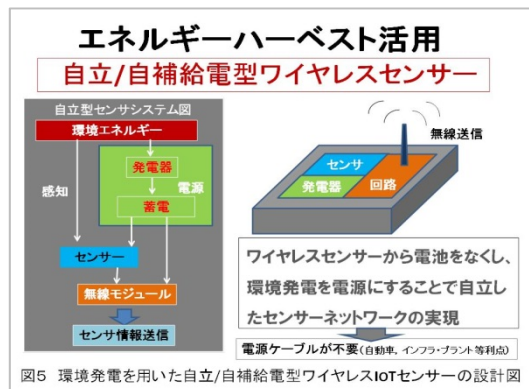 エネルギーハーベスト活用
自立/自補給電型ワイヤレスセンサー
自立型センサシステム図
環境エネルギー
発電器
電源
感知
蓄電
センサー
無線モジュール
センサ情報送信
無線送信
センサ
発電器
回路
ワイヤレスセンサーから電池をなくし、
環境発電を電源にすることで自立し
たセンサーネットワークの実現
電源ケーブルが不要(自動車、インフラ・プラント等利点)
図5 環境発電を用いた自立/自補給電型ワイヤレスIOTセンサーの設計図